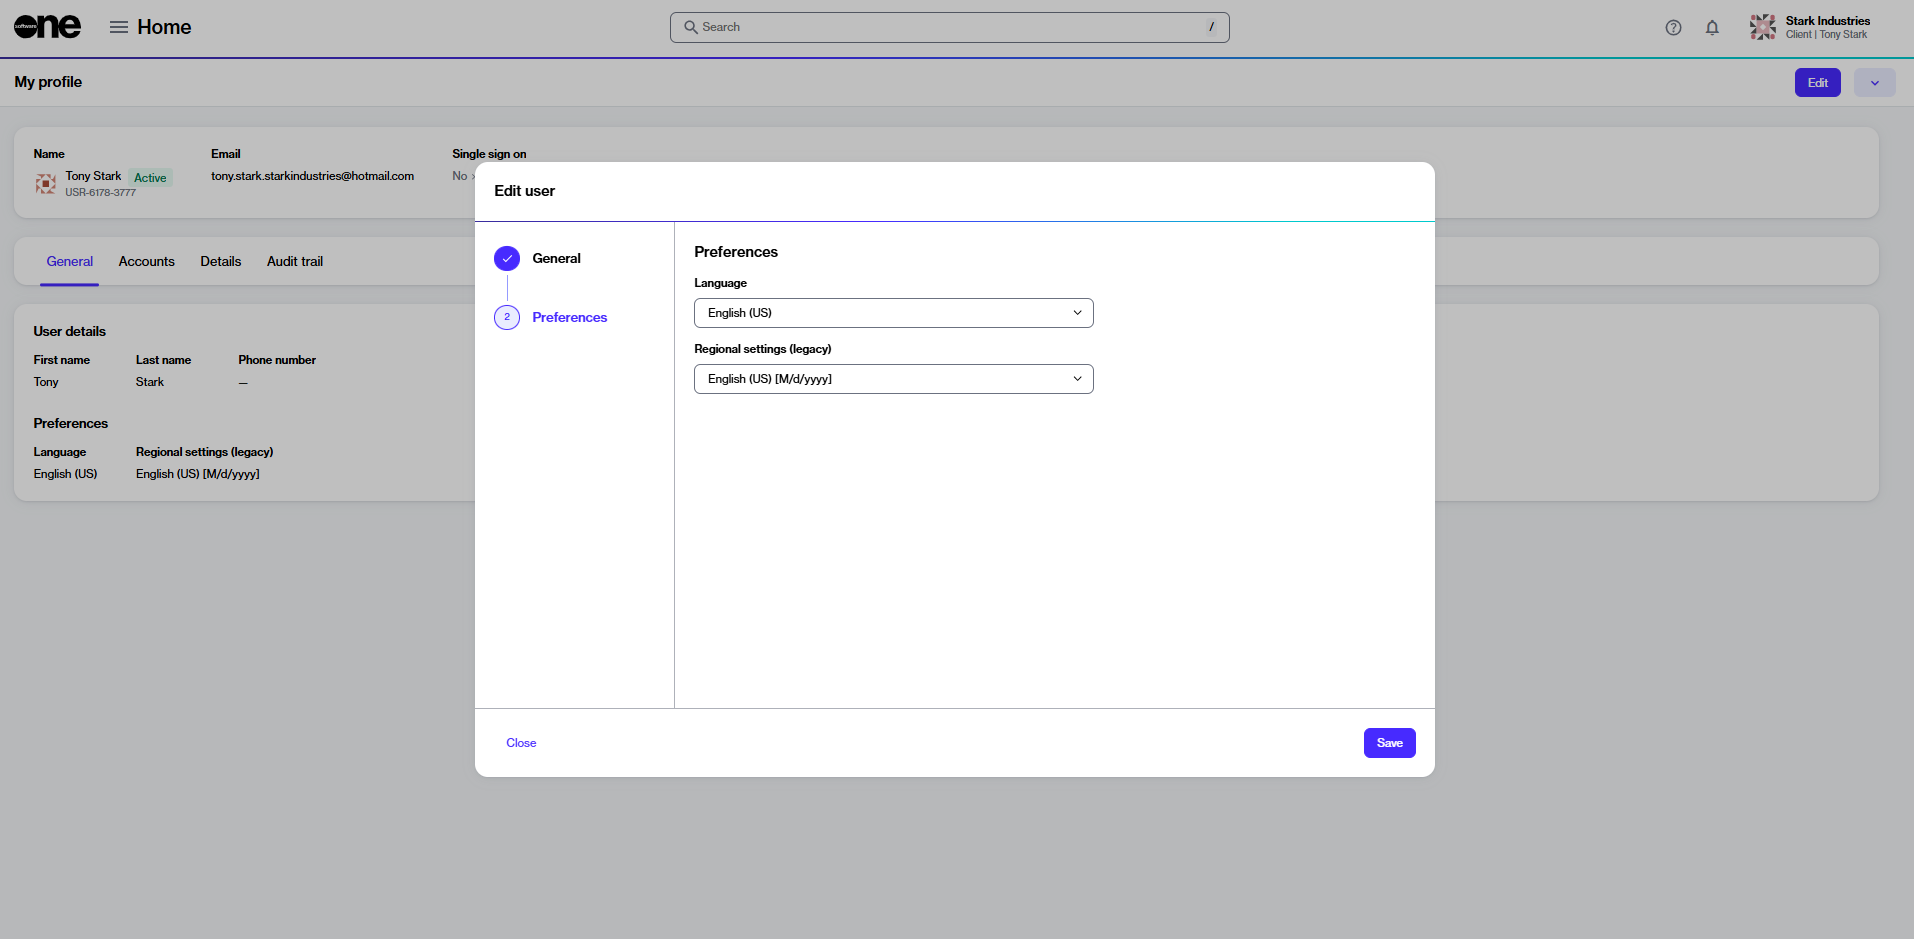 software
one
Home
Search
/
Stark Industries
Client | Tony Stark
My profile
Edit
Name
Email
Single sign on
Tony Stark
Active
USR-6178-3777
tony.stark.starkindustries@hotmail.com
No
General
Accounts
Details
Audit trail
User details
First name
Last name
Phone number
Tony
Stark
—
Preferences
Language
Regional settings (legacy)
English (US)
English (US) [M/d/yyyy]
Edit user
General
2
Preferences
Preferences
Language
English (US)
Regional settings (legacy)
English (US) [M/d/yyyy]
Close
Save